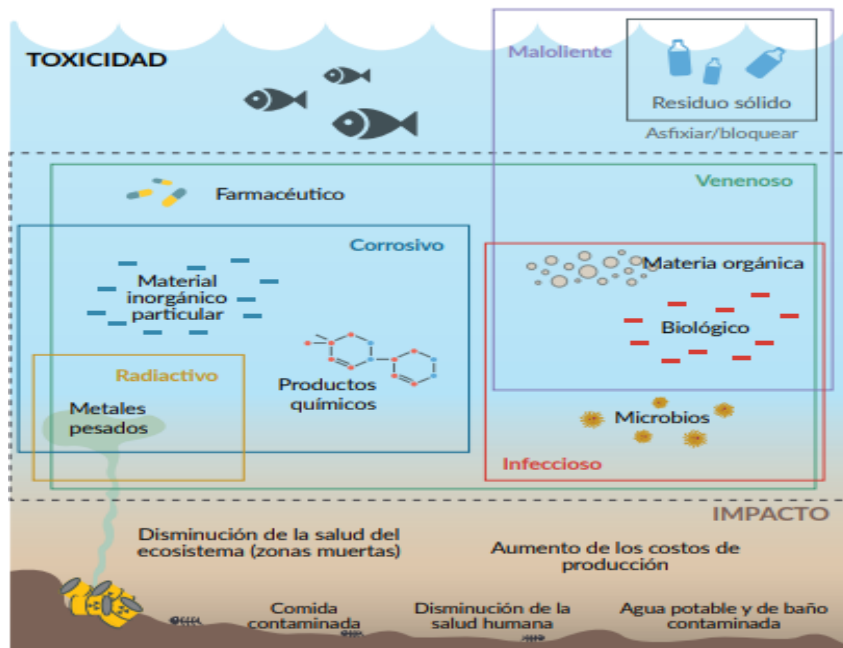 TOXICIDAD
Maloliente
Residuo sólido
Asfixiar/bloquear
Venenoso
Farmacéutico
Corrosivo
Material
inorgánico
particular
Materia orgánica
Biológico
Radiactivo
Productos
químicos
Metales
pesados
Microbios
Infeccioso
IMPACTO
Disminución de la salud del
ecosistema (zonas muertas)
Aumento de los costos de
producción
Comida
contaminada
Disminución de la
salud humana
Agua potable y de baño
contaminada